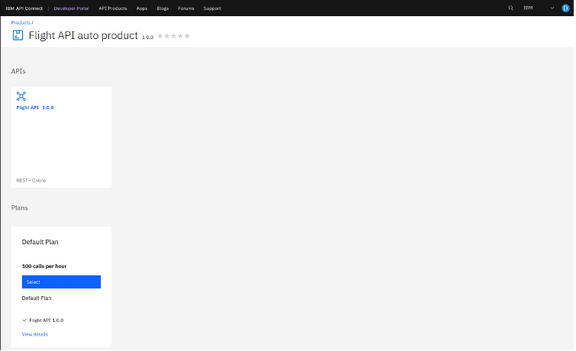 IBM API Connect Developer Portal API Products Apps Blogs Forums Support IBM
Products /
Flight API auto product 1.0.0
APIs
Flight API 1.0.0
REST • Online
Plans
Default Plan
100 calls per hour
Select
Default Plan
✓ Flight API 1.0.0
View details